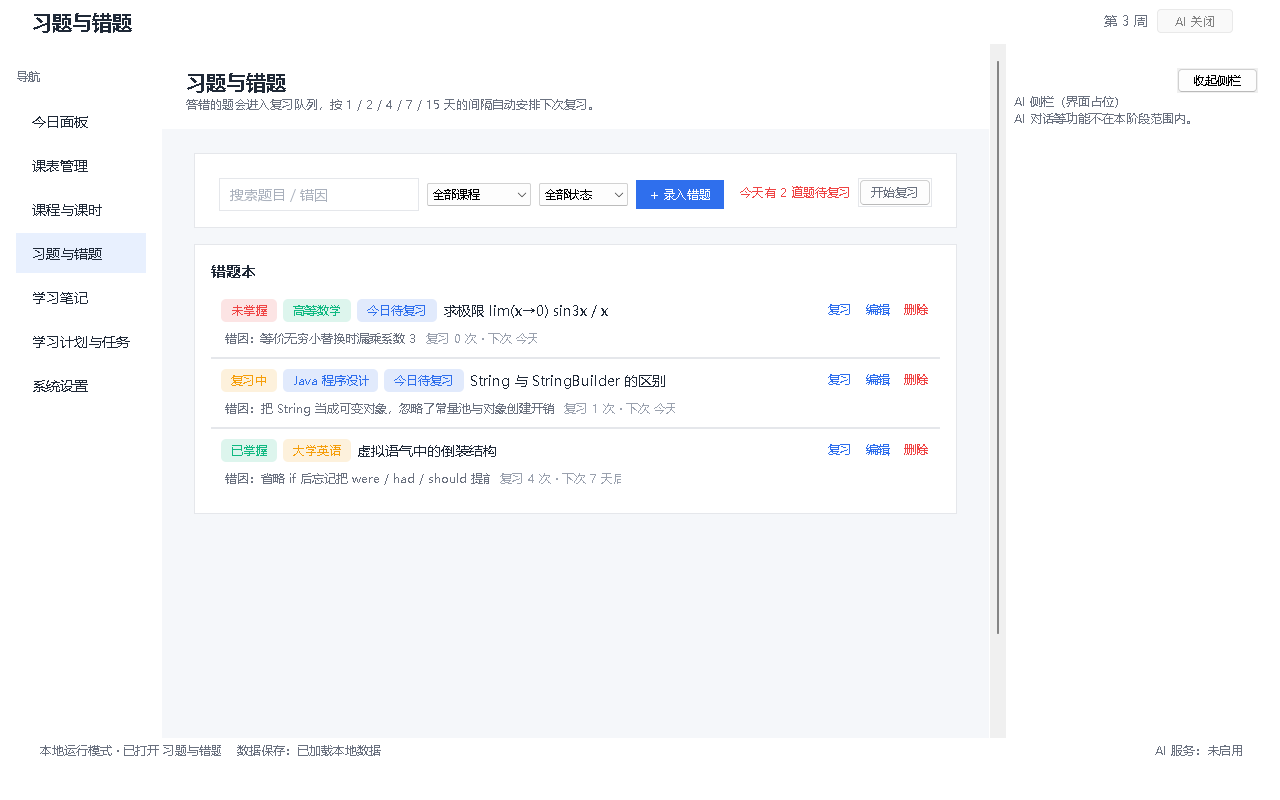 习题与错题
第 3 周
AI 关闭
导航
今日面板
课表管理
课程与课时
习题与错题
学习笔记
学习计划与任务
系统设置
习题与错题
答错的题会进入复习队列，按 1 / 2 / 4 / 7 / 15 天的间隔自动安排下次复习。
搜索题目 / 错因
全部课程
全部状态
+ 录入错题
今天有 2 道题待复习
开始复习
错题本
未掌握 高等数学 今日待复习 求极限 lim(x→0) sin3x / x 复习 编辑 删除
错因：等价无穷小替换时漏乘系数 3 复习 0 次 · 下次 今天
复习中 Java 程序设计 今日待复习 String 与 StringBuilder 的区别 复习 编辑 删除
错因：把 String 当成可变对象，忽略了常量池与对象创建开销 复习 1 次 · 下次 今天
已掌握 大学英语 虚拟语气中的倒装结构 复习 编辑 删除
错因：省略 if 后忘记把 were / had / should 提前 复习 4 次 · 下次 7 天后
收起侧栏
AI 侧栏（界面占位）
AI 对话等功能不在本阶段范围内。
本地运行模式 · 已打开 习题与错题 数据保存：已加载本地数据
AI 服务：未启用